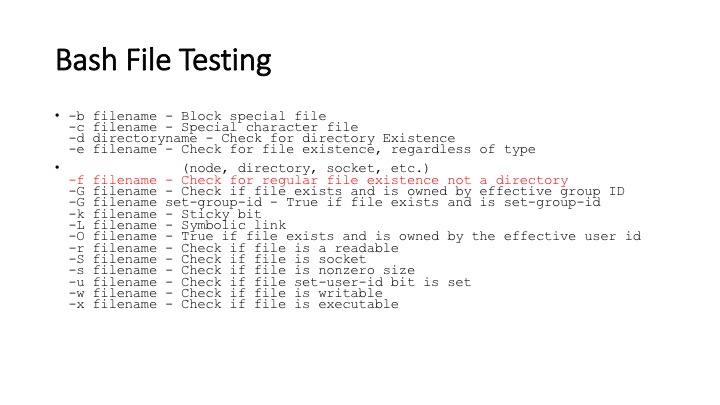 Bash File Testing
• -b filename - Block special file
-c filename - Special character file
-d directoryname - Check for directory Existence
-e filename - Check for file existence, regardless of type
• (node, directory, socket, etc.)
-f filename - Check for regular file existence not a directory
-G filename - Check if file exists and is owned by effective group ID
-G filename set-group-id - True if file exists and is set-group-id
-k filename - Sticky bit
-L filename - Symbolic link
-O filename - True if file exists and is owned by the effective user id
-r filename - Check if file is a readable
-S filename - Check if file is socket
-s filename - Check if file is nonzero size
-u filename - Check if file set-user-id bit is set
-w filename - Check if file is writable
-x filename - Check if file is executable